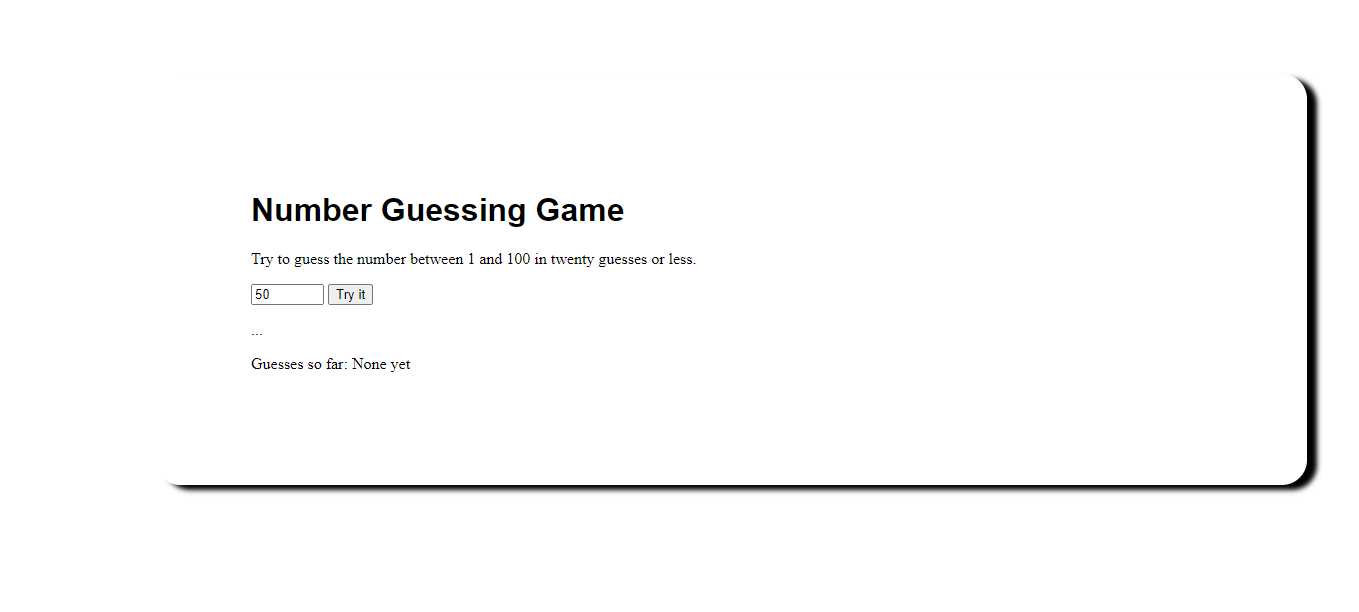 Number Guessing Game
Try to guess the number between 1 and 100 in twenty guesses or less.
50 Try it
...
Guesses so far: None yet